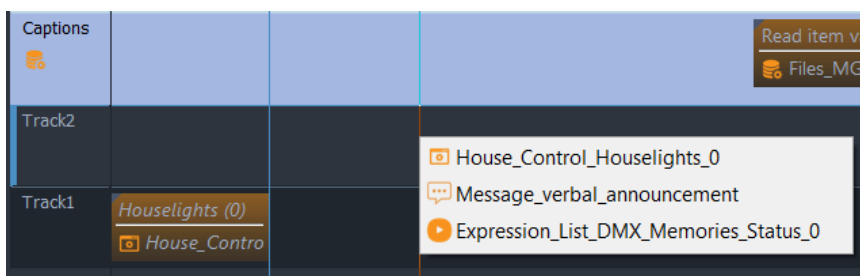 Captions
Read item v
Files_MG
Track2
House_Control_Houselights_0
Message_verbal_announcement
Expression_List_DMX_Memories_Status_0
Track1
Houselights (0)
House_Contro